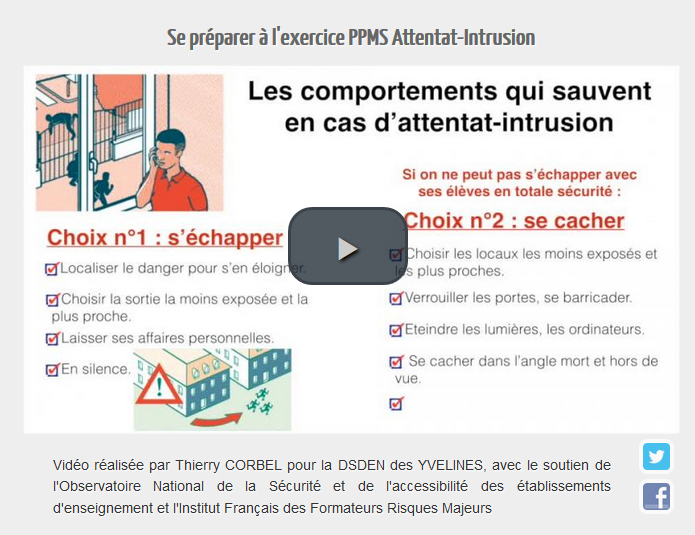 Se préparer à l'exercice PPMS Attentat-Intrusion
Les comportements qui sauvent
en cas d'attentat-intrusion
Choix n°1 : s'échapper
Localiser le danger pour s'en éloigner.
Choisir la sortie la moins exposée et la
plus proche.
Laisser ses affaires personnelles.
En silence.
Si on ne peut pas s'échapper avec
ses élèves en totale sécurité :
Choix n°2 : se cacher
Choisir les locaux les moins exposés et
les plus proches.
Verrouiller les portes, se barricader.
Eteindre les lumières, les ordinateurs.
Se cacher dans l'angle mort et hors de
vue.
Vidéo réalisée par Thierry CORBEL pour la DSDEN des YVELINES, avec le soutien de
l'Observatoire National de la Sécurité et de l'accessibilité des établissements
d'enseignement et l'Institut Français des Formateurs Risques Majeurs